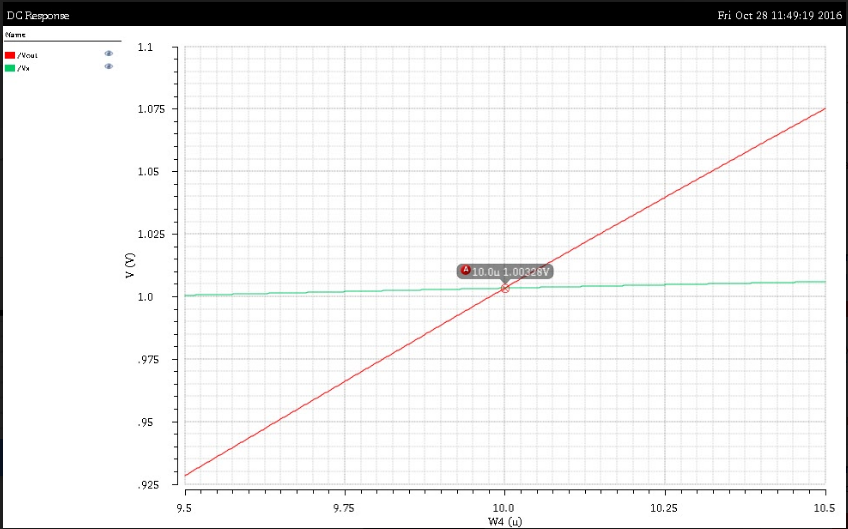 DC Response
Fri Oct 28 11:49:19 2016
Name
/Vout
/Vx
1.1
1.075
1.05
1.025
1.0
.975
.95
.925
V (V)
A 10.0u 1.00328V
9.5 9.75 10.0 10.25 10.5
W4 (u)